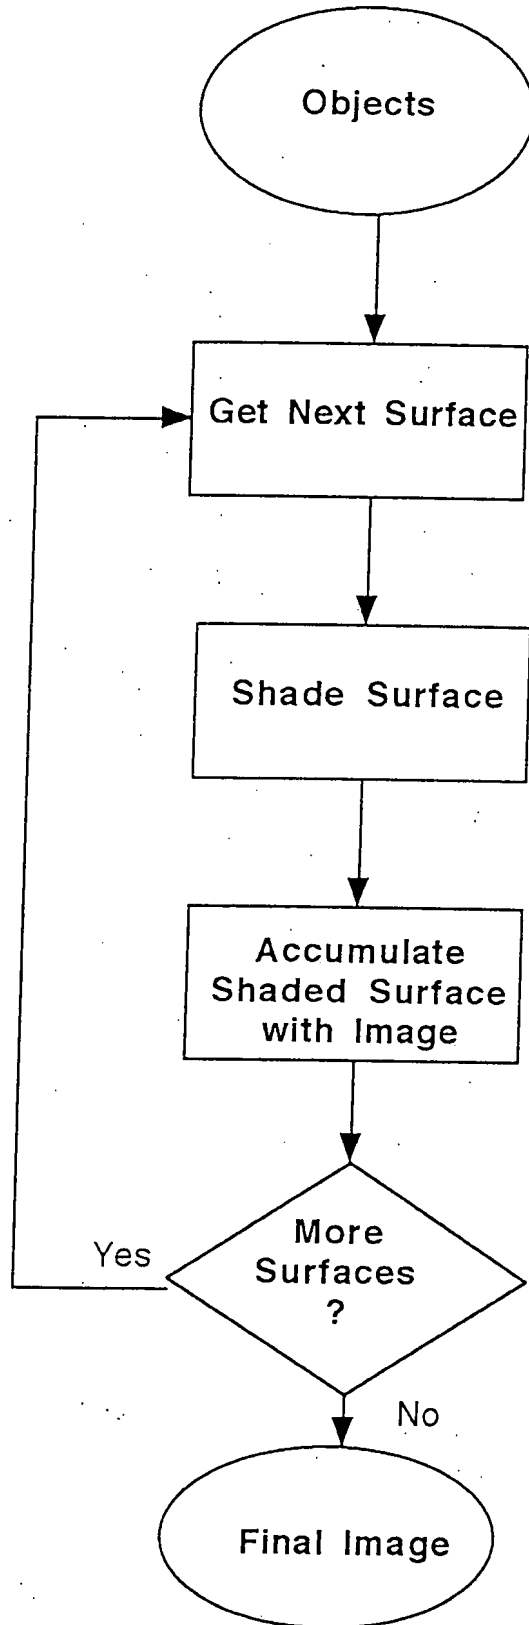 Objects
Get Next Surface
Shade Surface
Accumulate
Shaded Surface
with Image
More
Surfaces
?
Yes
No
Final Image